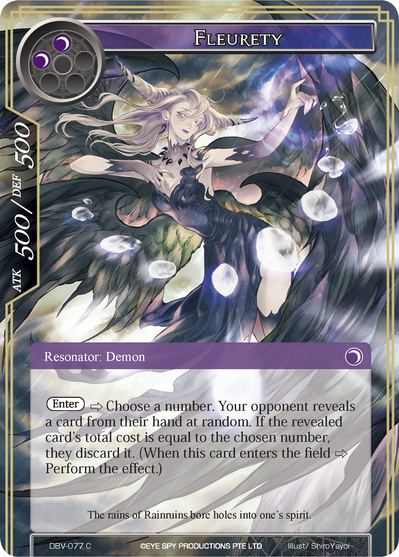 FLEURETY
ATK 500 / DEF 500
Resonator: Demon
Enter ⇨ Choose a number. Your opponent reveals
a card from their hand at random. If the revealed
card's total cost is equal to the chosen number,
they discard it. (When this card enters the field ⇨
Perform the effect.)
The rains of Rainruins bore holes into one's spirit.
DBV-077 C ©EYE SPY PRODUCTIONS PTE LTD Illust/ ShiroYayoi